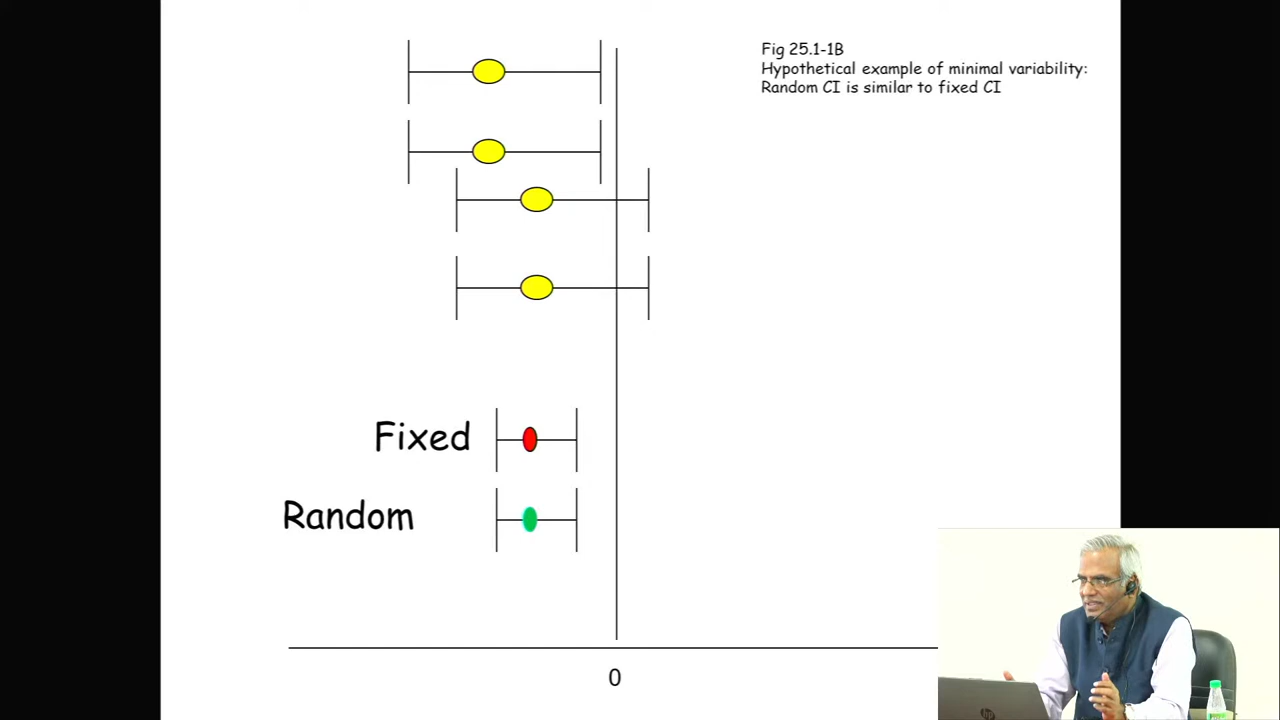 Fig 25.1-1B
Hypothetical example of minimal variability:
Random CI is similar to fixed CI
Fixed
Random
0
hp